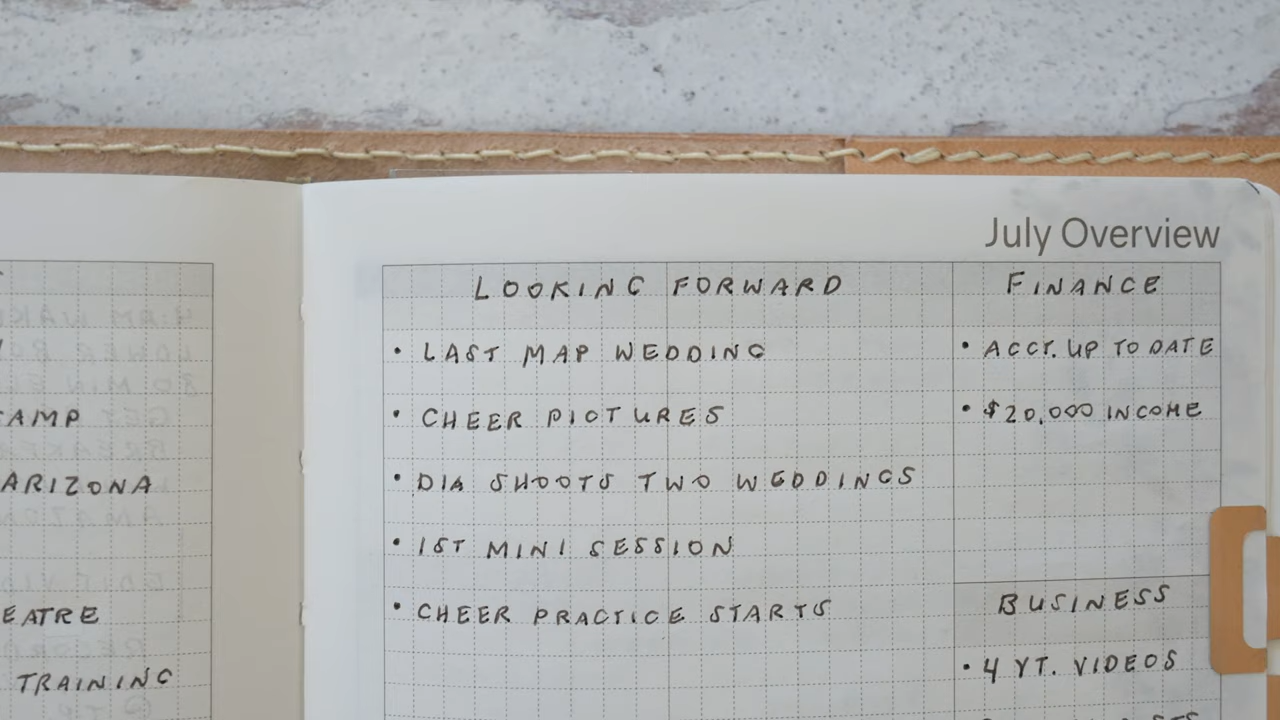 AMP
ARIZONA
EATRE
TRAINING
July Overview
LOOKING FORWARD
• LAST MAP WEDDING
• CHEER PICTURES
• DIA SHOOTS TWO WEDDINGS
• 1ST MINI SESSION
• CHEER PRACTICE STARTS
FINANCE
• ACCT. UP TO DATE
• $20,000 INCOME
BUSINESS
• 4 YT. VIDEOS